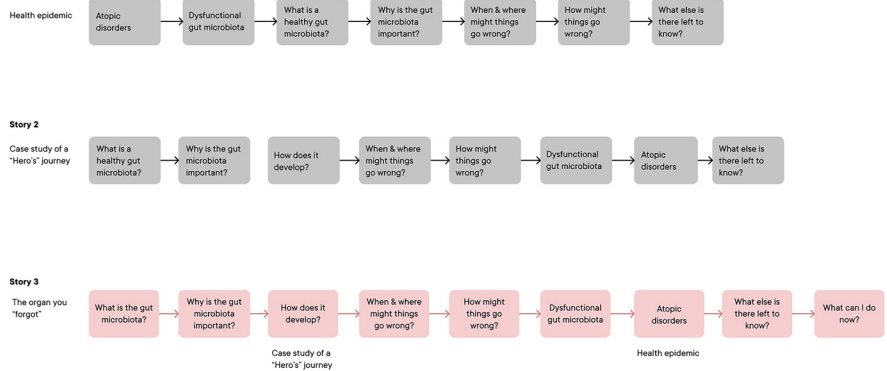 Health epidemic
Atopic
disorders
Dysfunctional
gut microbiota
What is a
healthy gut
microbiota?
Why is the gut
microbiota
important?
When & where
might things
go wrong?
How might
things go
wrong?
What else is
there left to
know?
Story 2
Case study of a
"Hero's" journey
What is a
healthy gut
microbiota?
Why is the gut
microbiota
important?
How does it
develop?
When & where
might things
go wrong?
How might
things go
wrong?
Dysfunctional
gut microbiota
Atopic
disorders
What else is
there left to
know?
Story 3
The organ you
"forgot"
What is the gut
microbiota?
Why is the gut
microbiota
important?
How does it
develop?
When & where
might things
go wrong?
How might
things go
wrong?
Dysfunctional
gut microbiota
Atopic
disorders
What else is
there left to
know?
What can I do
now?
Case study of a
"Hero's" journey
Health epidemic